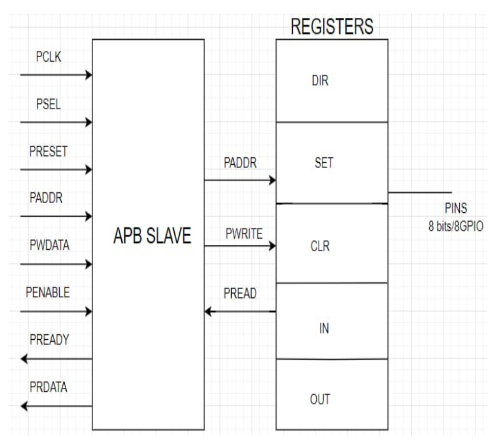 REGISTERS
PCLK
PSEL
PRESET
PADDR
PWDATA
PENABLE
PREADY
PRDATA
APB SLAVE
PADDR
PWRITE
PREAD
DIR
SET
CLR
IN
OUT
PINS
8 bits/8GPIO